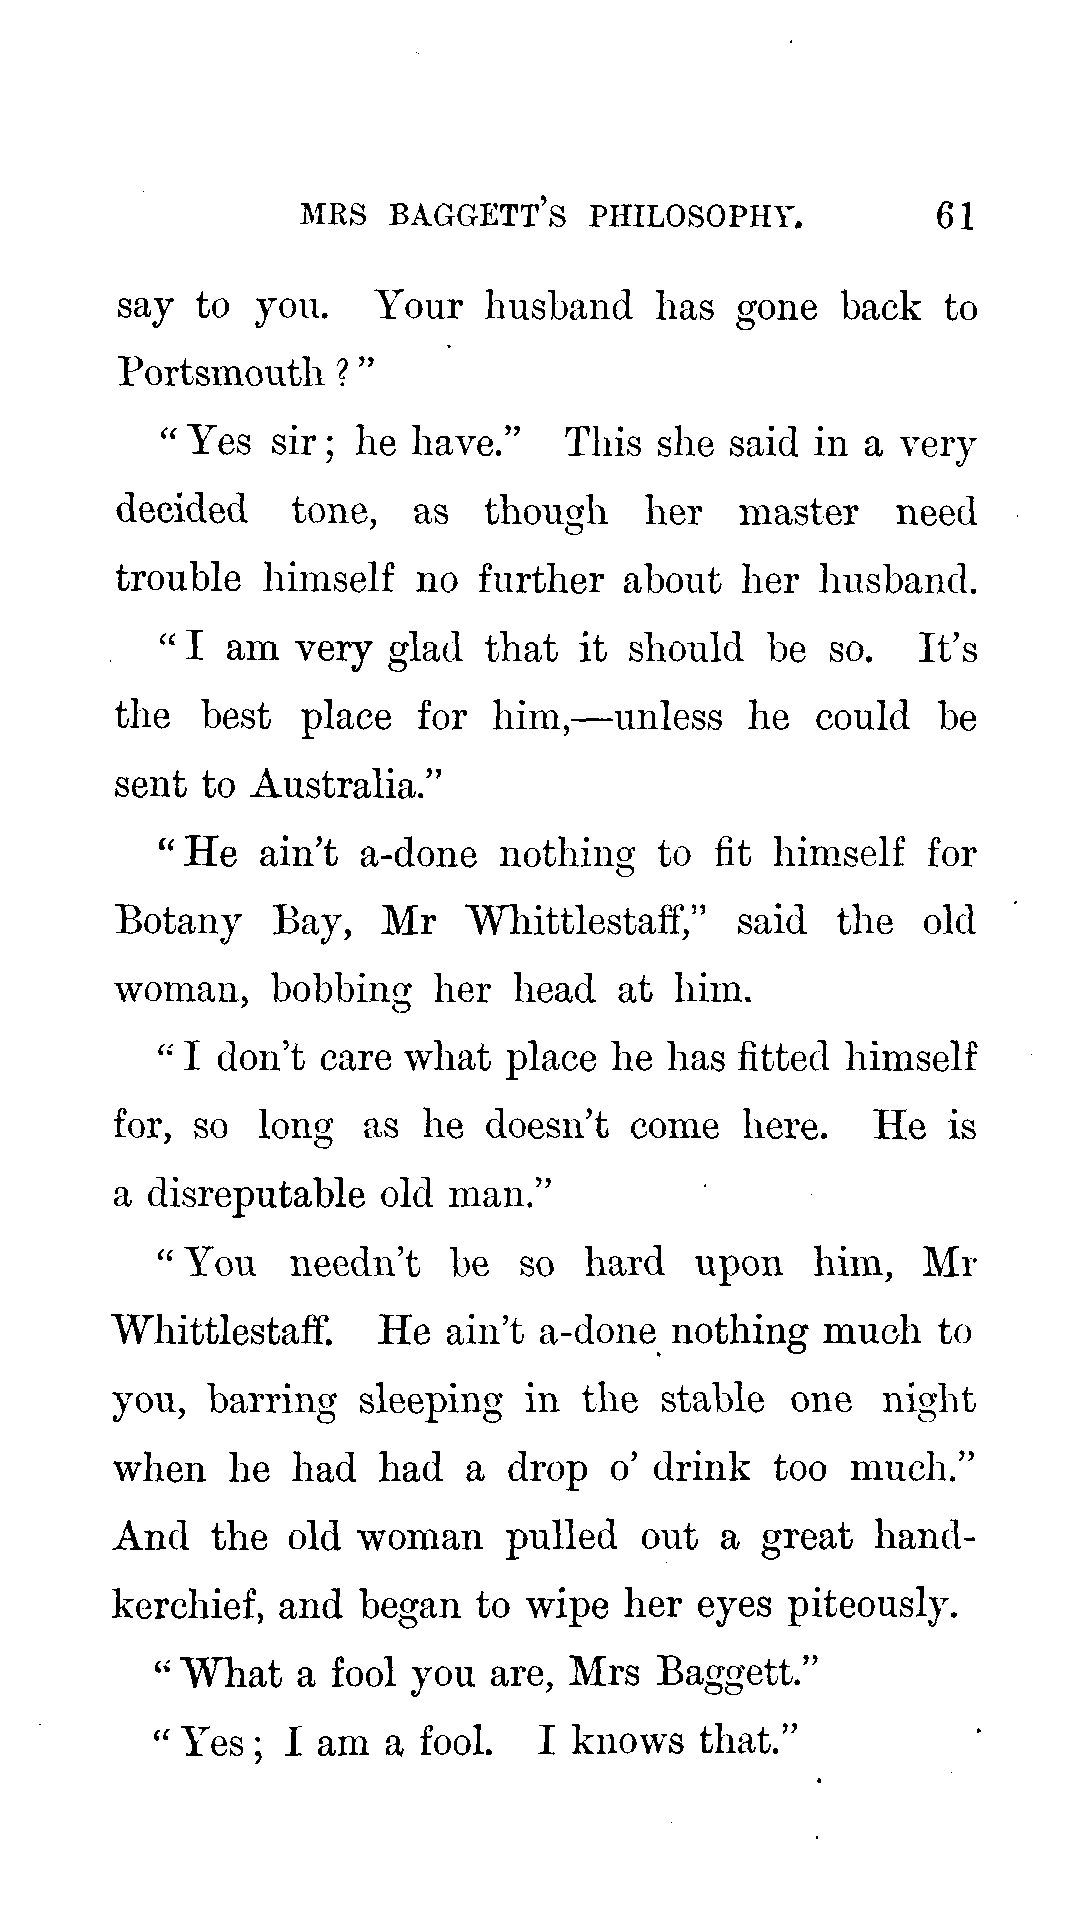 MRS BAGGETT'S PHILOSOPHY. 61
say to you. Your husband has gone back to
Portsmouth?"
"Yes sir; he have." This she said in a very
decided tone, as though her master need
trouble himself no further about her husband.
"I am very glad that it should be so. It's
the best place for him,—unless he could be
sent to Australia."
"He ain't a-done nothing to fit himself for
Botany Bay, Mr Whittlestaff," said the old
woman, bobbing her head at him.
"I don't care what place he has fitted himself
for, so long as he doesn't come here. He is
a disreputable old man."
"You needn't be so hard upon him, Mr
Whittlestaff. He ain't a-done nothing much to
you, barring sleeping in the stable one night
when he had had a drop o' drink too much."
And the old woman pulled out a great hand-
kerchief, and began to wipe her eyes piteously.
"What a fool you are, Mrs Baggett."
"Yes; I am a fool. I knows that."